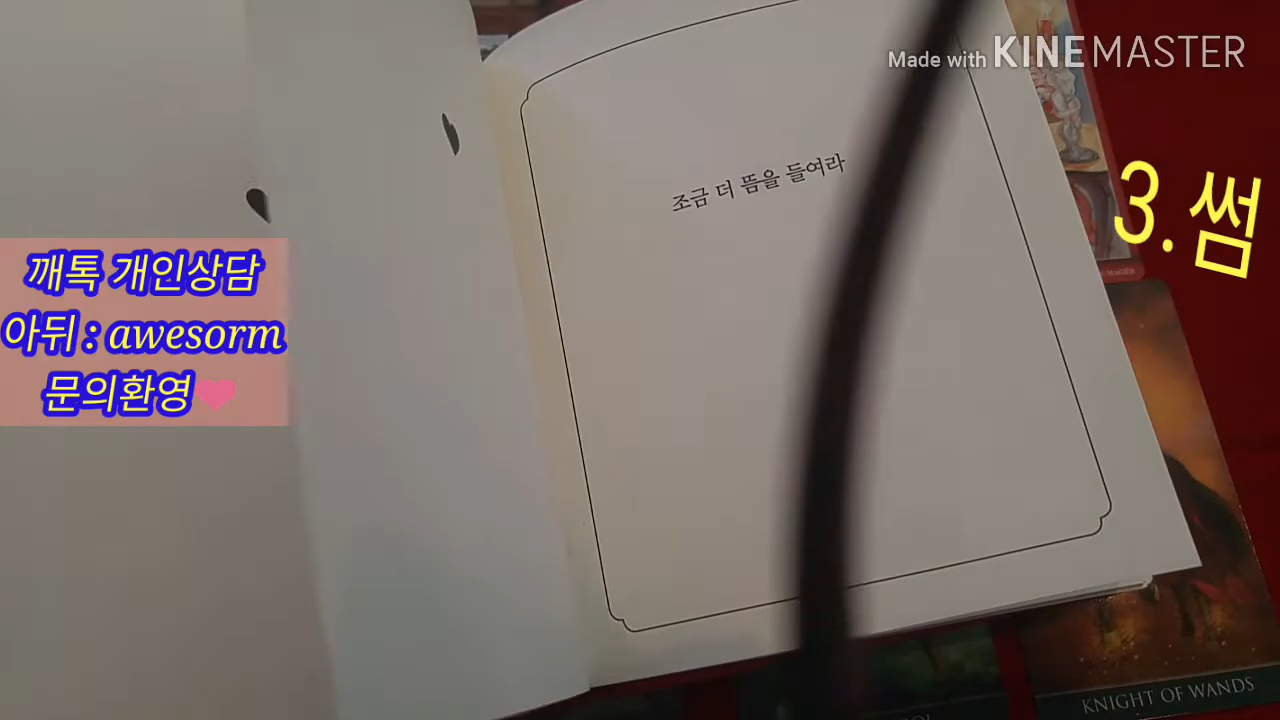 Made with KINEMASTER
조금 더 뜸을 들여라
3.썸
깨톡 개인상담
아뒤 : awesorm
문의환영
MAGIER
KNIGHT OF WANDS